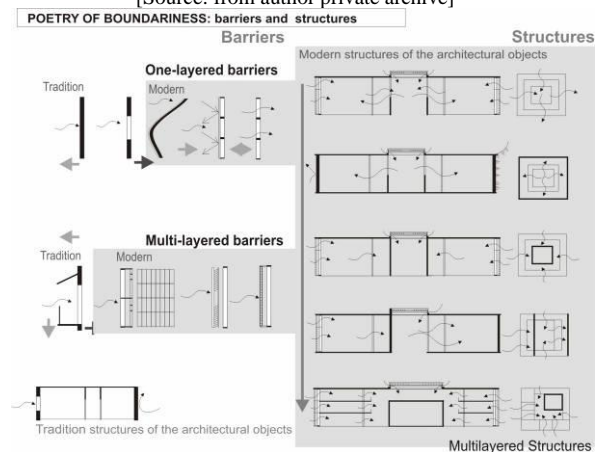 [Source: from author private archive]
POETRY OF BOUNDARINESS: barriers and structures
Barriers
Structures
Modern structures of the architectural objects
One-layered barriers
Tradition
Modern
Multi-layered barriers
Tradition
Modern
Tradition structures of the architectural objects
Multilayered Structures